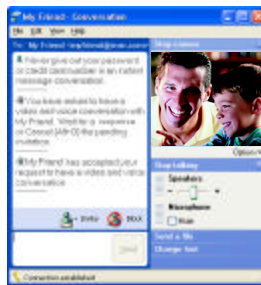 My Friend - Conversation
File Edit View Help
To: My Friend
Never give out your password
or credit card number in an instant
message conversation.
You have asked to have a
video and voice conversation with
My Friend. Wait for a response
or Cancel (Alt+Q) the pending
invitation.
My Friend has accepted your
request to have a video and voice
conversation.
Invite
Block
Send
Connection established
Stop camera
Options
Stop talking
Speakers
Microphone
Mute
Send a file
Change font